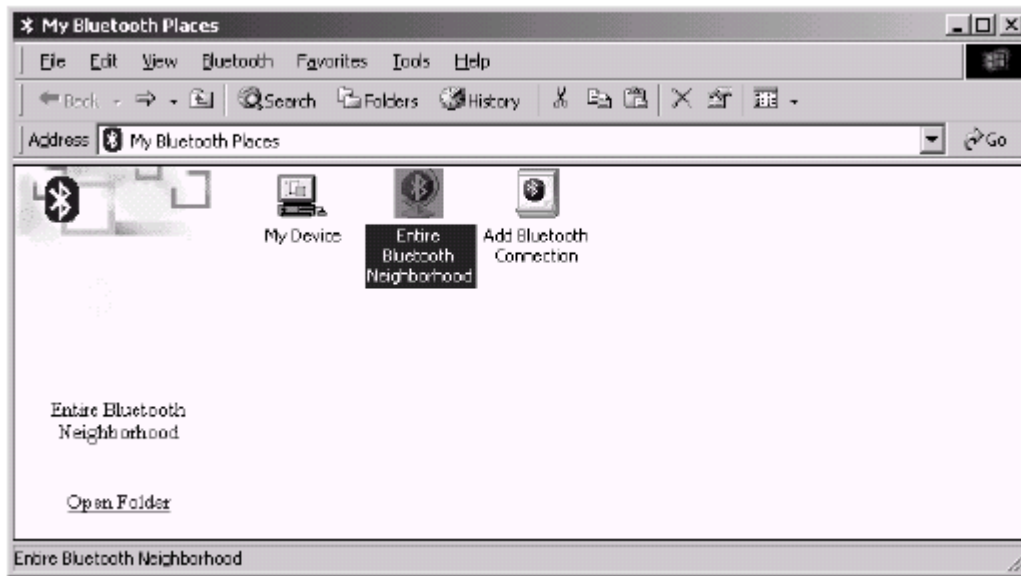 My Bluetooth Places
File Edit View Bluetooth Favorites Tools Help
Back Search Folders History
Address My Bluetooth Places Go
My Device
Entire
Bluetooth
Neighborhood
Add Bluetooth
Connection
Entire Bluetooth
Neighborhood
Open Folder
Entire Bluetooth Neighborhood